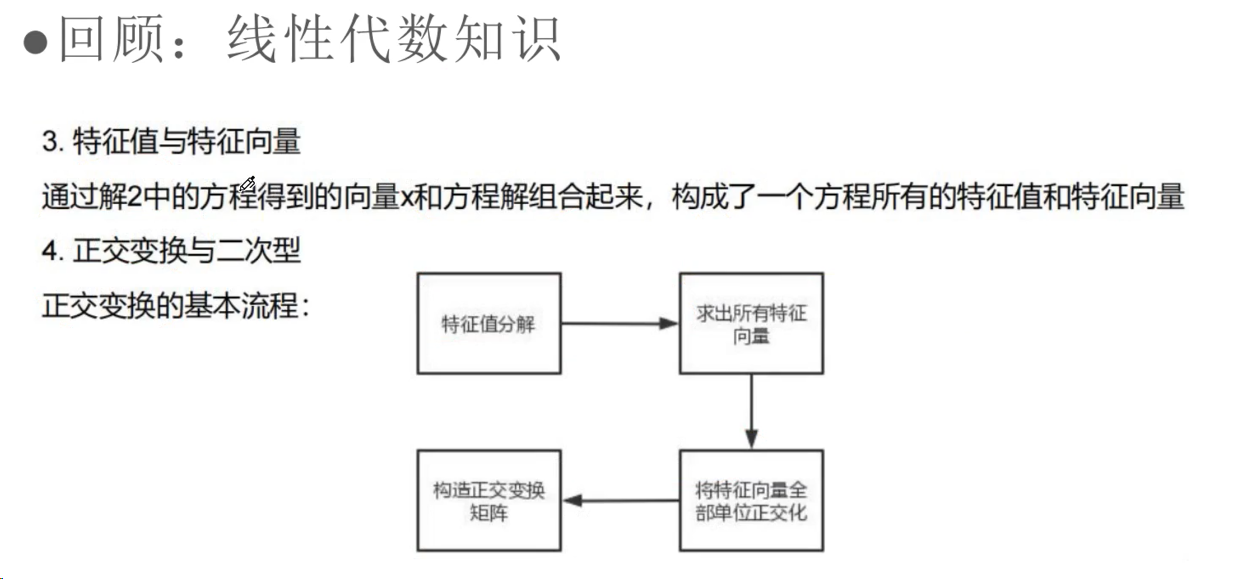 ●回顾：线性代数知识
3. 特征值与特征向量
通过解2中的方程得到的向量x和方程解组合起来，构成了一个方程所有的特征值和特征向量
4. 正交变换与二次型
正交变换的基本流程：
特征值分解
求出所有特征
向量
将特征向量全
部单位正交化
构造正交变换
矩阵